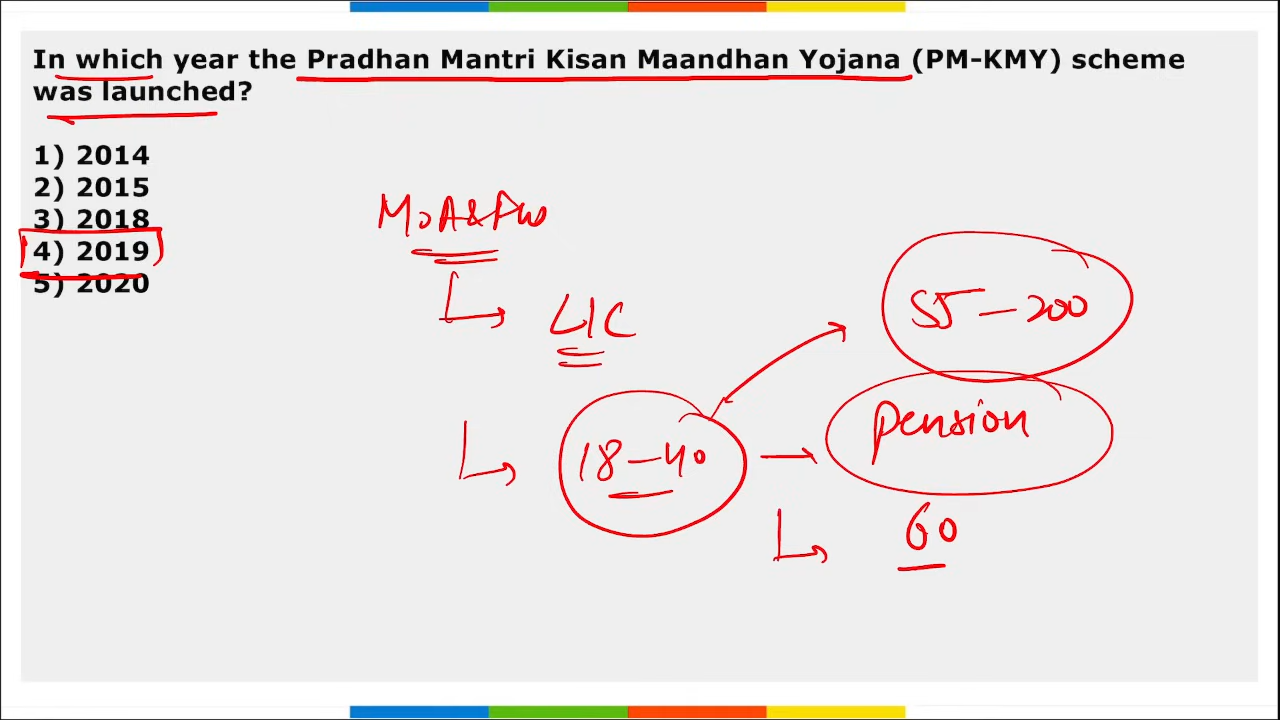 In which year the Pradhan Mantri Kisan Maandhan Yojana (PM-KMY) scheme
was launched?
1) 2014
2) 2015
3) 2018
4) 2019
5) 2020
MoA&FW
LIC
55-200
18-40
Pension
60